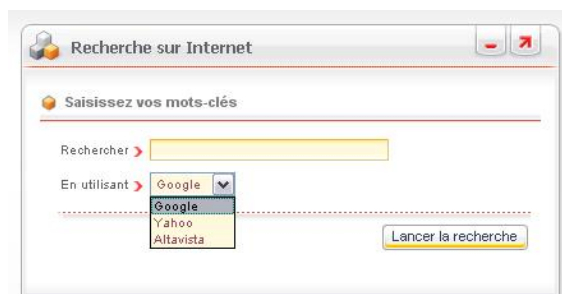 Recherche sur Internet
Saisissez vos mots-clés
Rechercher
En utilisant Google
Google
Yahoo
Altavista
Lancer la recherche